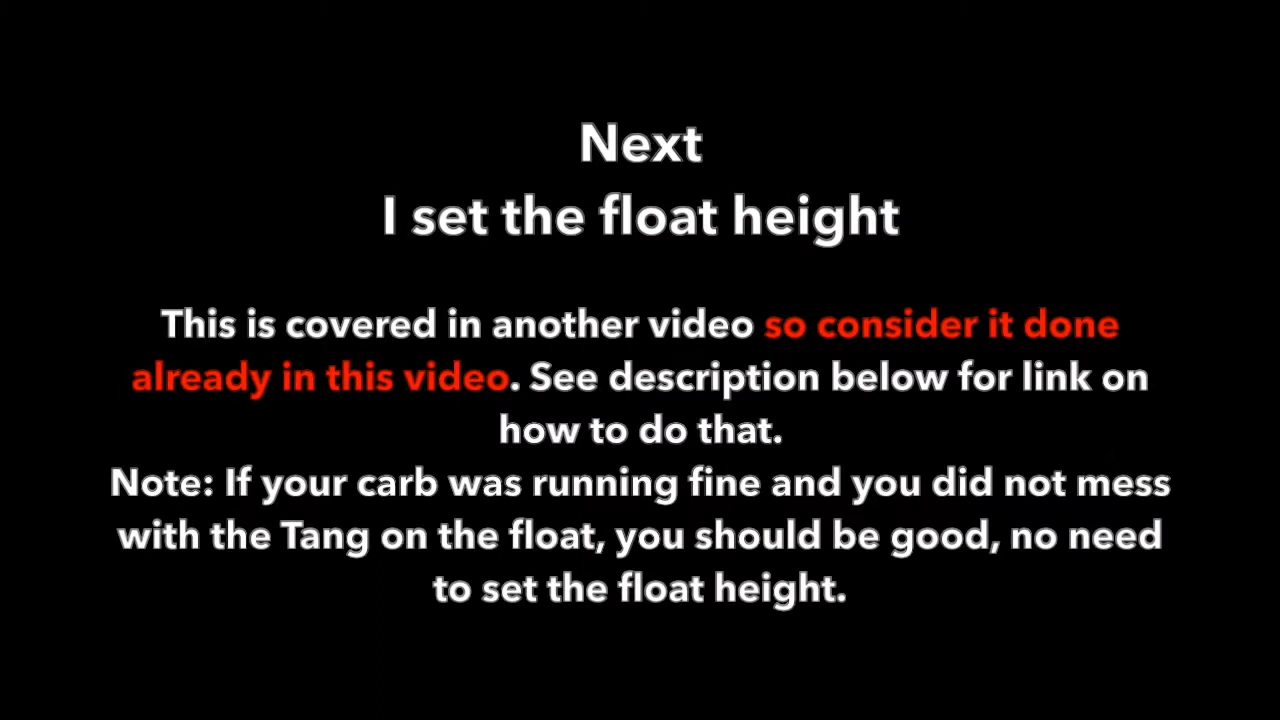 Next
I set the float height
This is covered in another video so consider it done
already in this video. See description below for link on
how to do that.
Note: If your carb was running fine and you did not mess
with the Tang on the float, you should be good, no need
to set the float height.